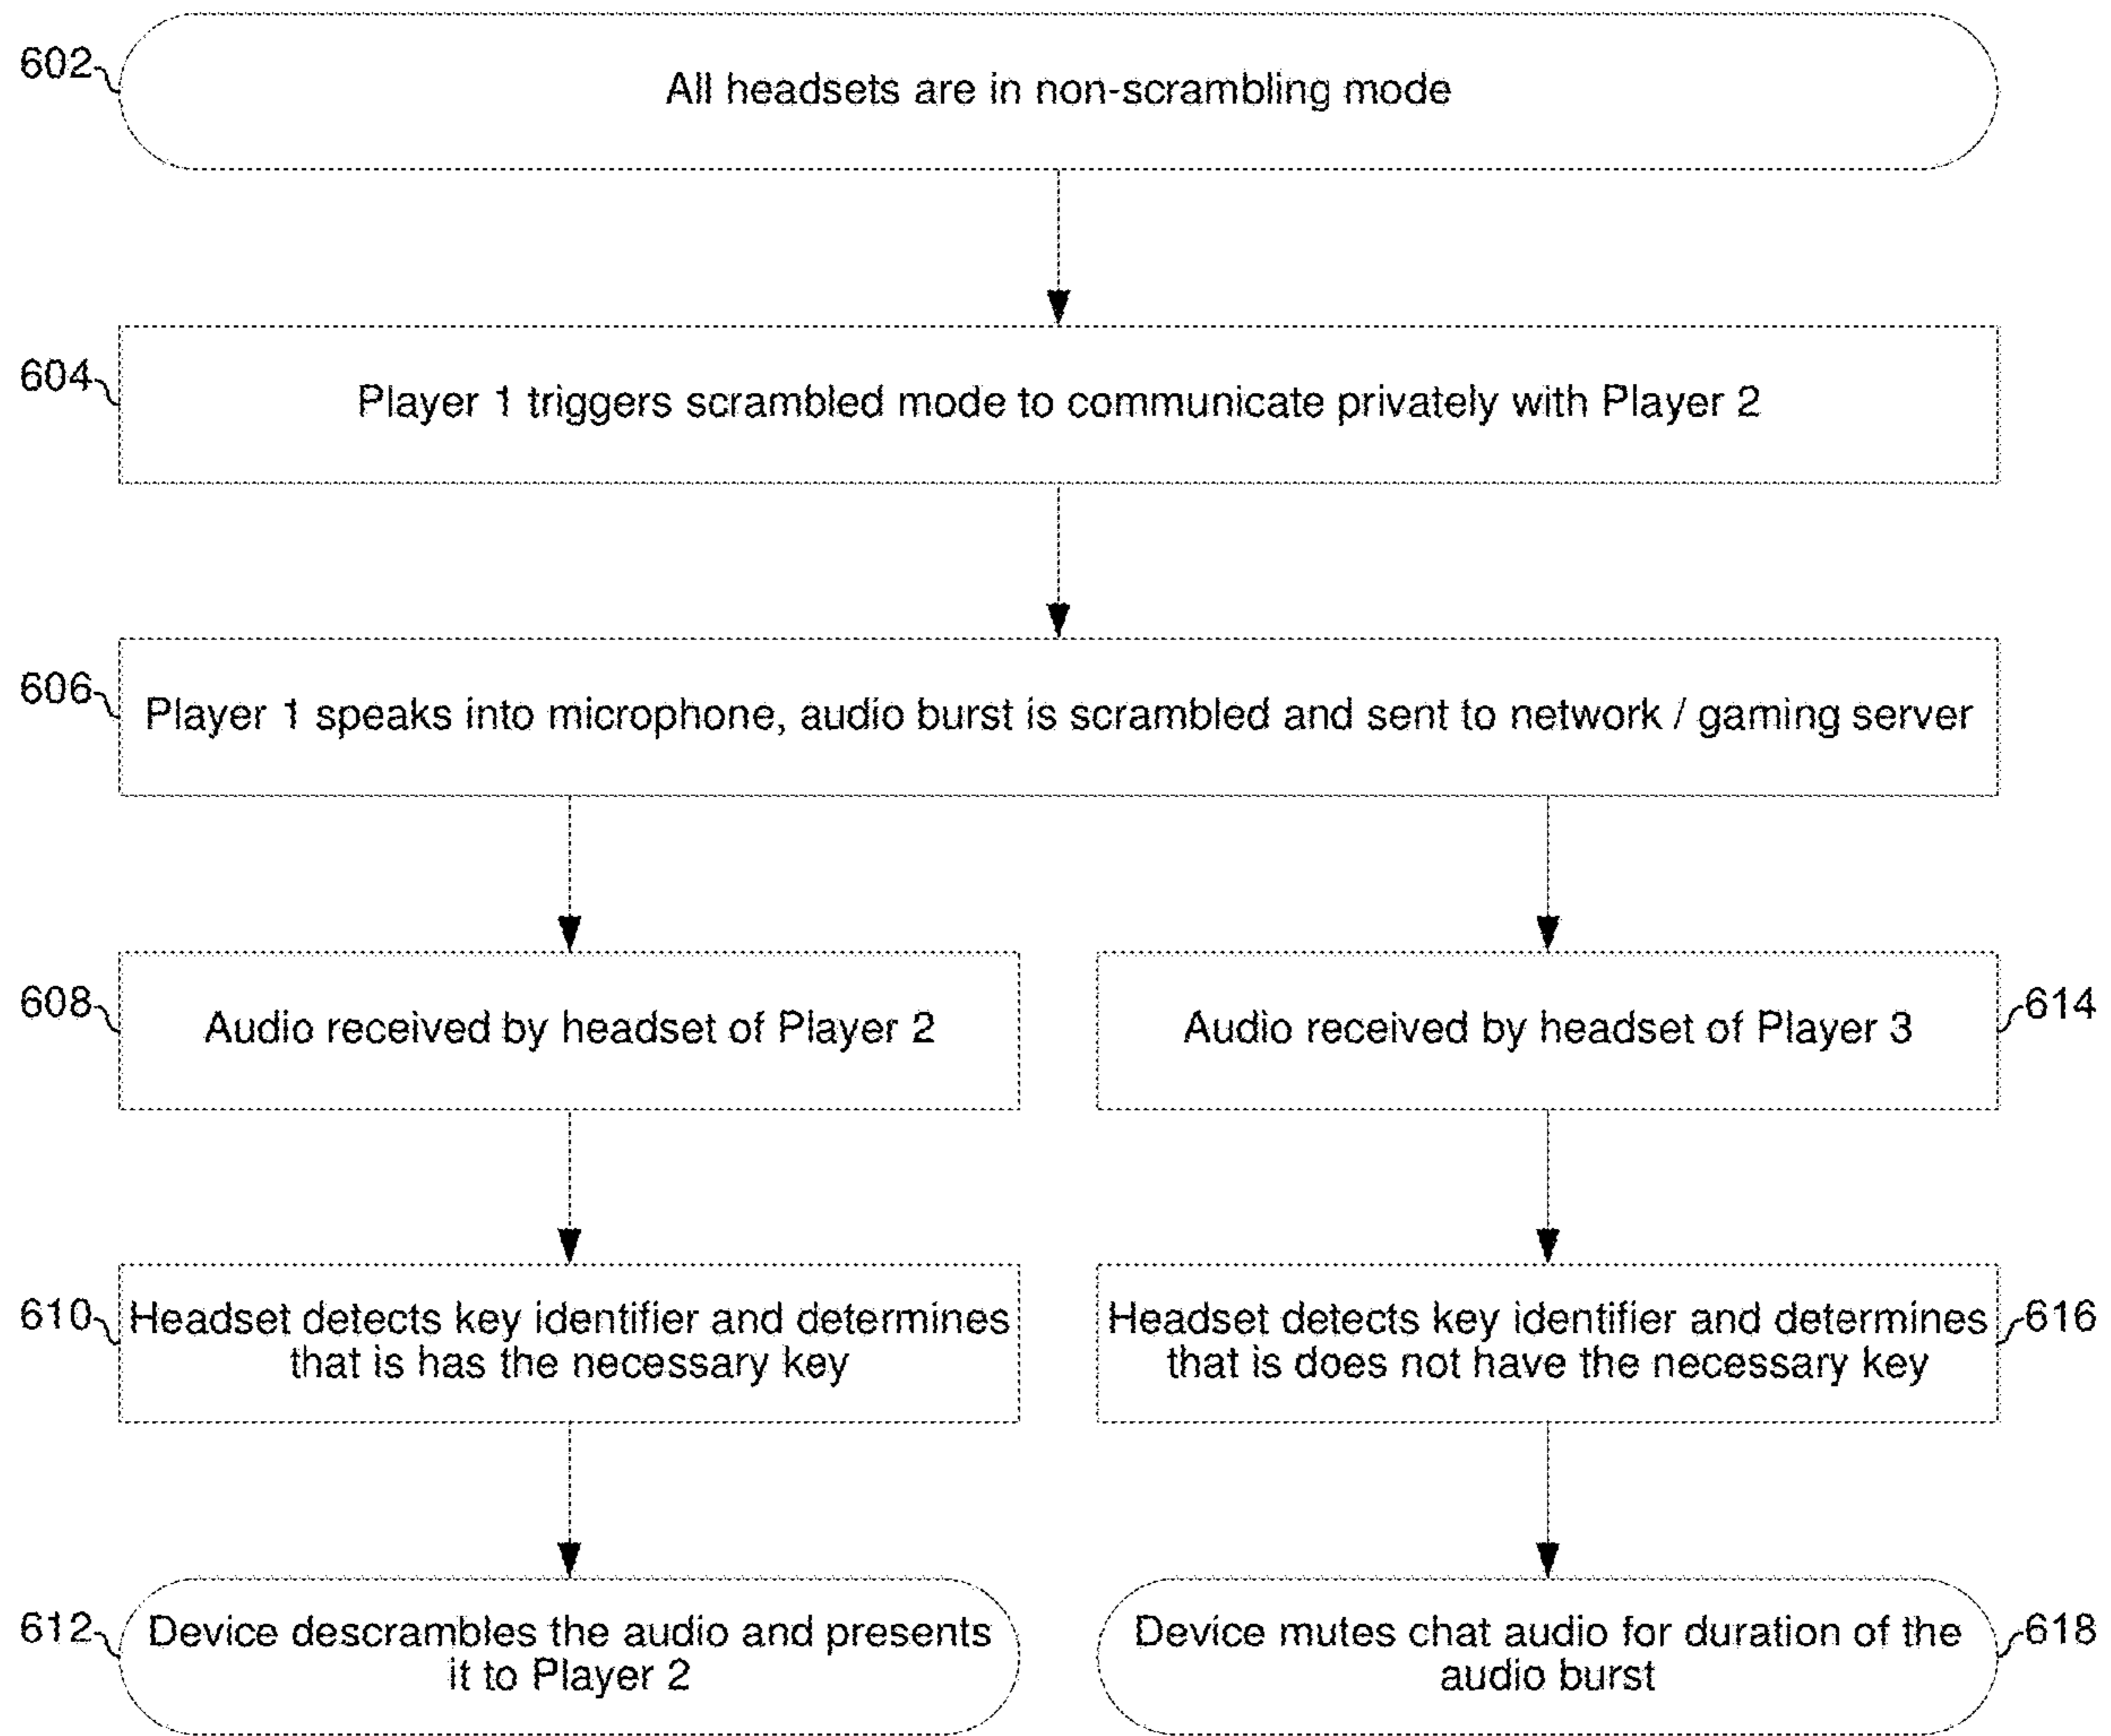 602
All headsets are in non-scrambling mode
604
Player 1 triggers scrambled mode to communicate privately with Player 2
606
Player 1 speaks into microphone, audio burst is scrambled and sent to network / gaming server
608
Audio received by headset of Player 2
Audio received by headset of Player 3
614
610
Headset detects key identifier and determines
that is has the necessary key
Headset detects key identifier and determines
that is does not have the necessary key
616
612
Device descrambles the audio and presents
it to Player 2
Device mutes chat audio for duration of the
audio burst
618